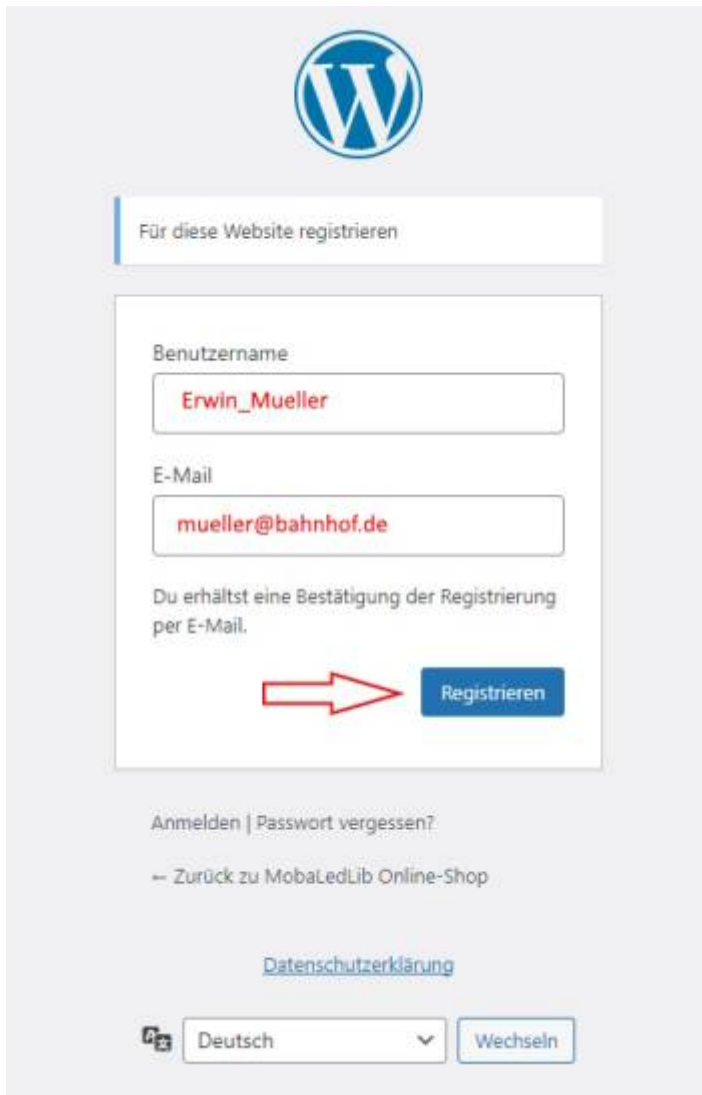 Für diese Website registrieren
Benutzername
Erwin_Mueller
E-Mail
mueller@bahnhof.de
Du erhältst eine Bestätigung der Registrierung
per E-Mail.
Registrieren
Anmelden | Passwort vergessen?
← Zurück zu MobaLedLib Online-Shop
Datenschutzerklärung
Deutsch
Wechseln